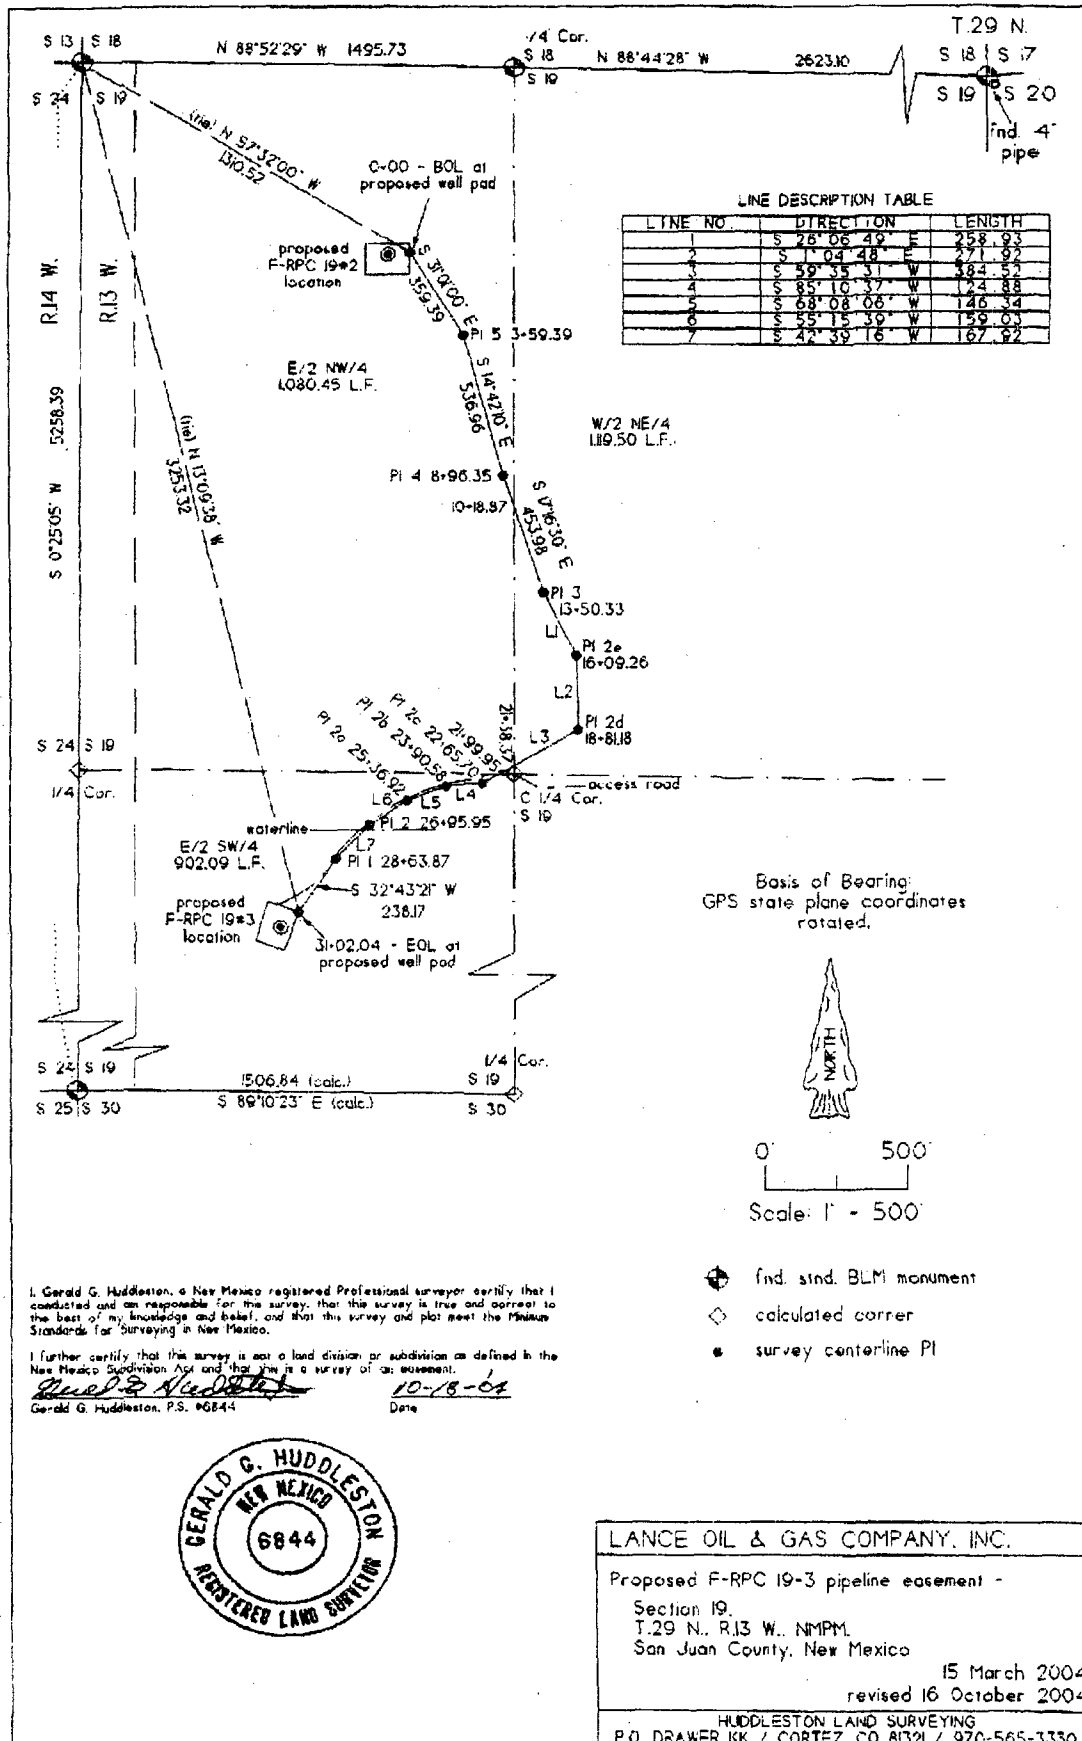 T.29 N.
S 13 S 18
N 88°52'29" W 1495.73
1/4 Cor.
S 18
S 19
N 88°44'28" W
2623.10
S 18 S 17
S 19 S 20
fnd. 4"
pipe
S 24 S 19
(tie) N 57°32'00" W
1310.52
0+00 - BOL at
proposed well pad
LINE DESCRIPTION TABLE
LINE NO. DIRECTION LENGTH
1 S 26°06'49" E 258.93
2 S 1°04'48" E 271.92
3 S 59°35'31" W 384.52
4 S 85°10'37" W 124.88
5 S 68°08'06" W 146.34
6 S 55°15'39" W 159.03
7 S 42°39'16" W 167.92
proposed
F-RPC 19#2
location
R.14 W.
R.13 W.
S 31°01'00" E
359.39
PI 5 3+59.39
E/2 NW/4
1,080.45 L.F.
S 14°42'10" E
536.96
W/2 NE/4
1,119.50 L.F.
S 0°25'05" W 5258.39
(tie) N 13°09'38" W
3253.32
PI 4 8+96.35
10+18.87
S 17°16'30" E
453.98
PI 3
13+50.33
L1
PI 2e
16+09.26
L2
PI 2d
18+81.18
L3
21+38.37
21+99.95
PI 2c 22+65.70
PI 2b 23+90.58
PI 2a 25+36.92
S 24 S 19
1/4 Cor.
access road
C 1/4 Cor.
S 19
L6 L5 L4
waterline
PI 2 26+95.95
L7
E/2 SW/4
902.09 L.F.
PI 1 28+63.87
S 32°43'21" W
238.17
proposed
F-RPC 19#3
location
31+02.04 - EOL at
proposed well pad
Basis of Bearing:
GPS state plane coordinates
rotated.
NORTH
S 24 S 19
S 25 S 30
1506.84 (calc.)
S 89°10'23" E (calc.)
1/4 Cor.
S 19
S 30
0' 500'
Scale: 1" = 500'
fnd. stnd. BLM monument
calculated corner
survey centerline PI
I, Gerald G. Huddleston, a New Mexico registered Professional surveyor certify that I
conducted and am responsible for this survey, that this survey is true and correct to
the best of my knowledge and belief, and that this survey and plat meet the Minimum
Standards for Surveying in New Mexico.
I further certify that this survey is not a land division or subdivision as defined in the
New Mexico Subdivision Act and that this is a survey of an easement.
Gerald G. Huddleston 10-18-04
Gerald G. Huddleston, P.S. #6844 Date
GERALD G. HUDDLESTON
NEW MEXICO
6844
REGISTERED LAND SURVEYOR
LANCE OIL & GAS COMPANY, INC.
Proposed F-RPC 19-3 pipeline easement -
Section 19,
T.29 N., R.13 W., NMPM,
San Juan County, New Mexico
15 March 2004
revised 16 October 2004
HUDDLESTON LAND SURVEYING
P.O. DRAWER KK / CORTEZ, CO 81321 / 970-565-3330